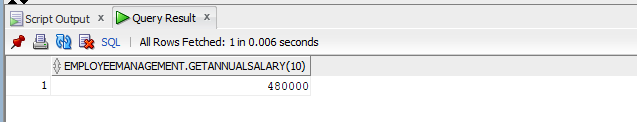 Script Output x Query Result x
SQL | All Rows Fetched: 1 in 0.006 seconds
EMPLOYEEMANAGEMENT.GETANNUALSALARY(10)
1 480000